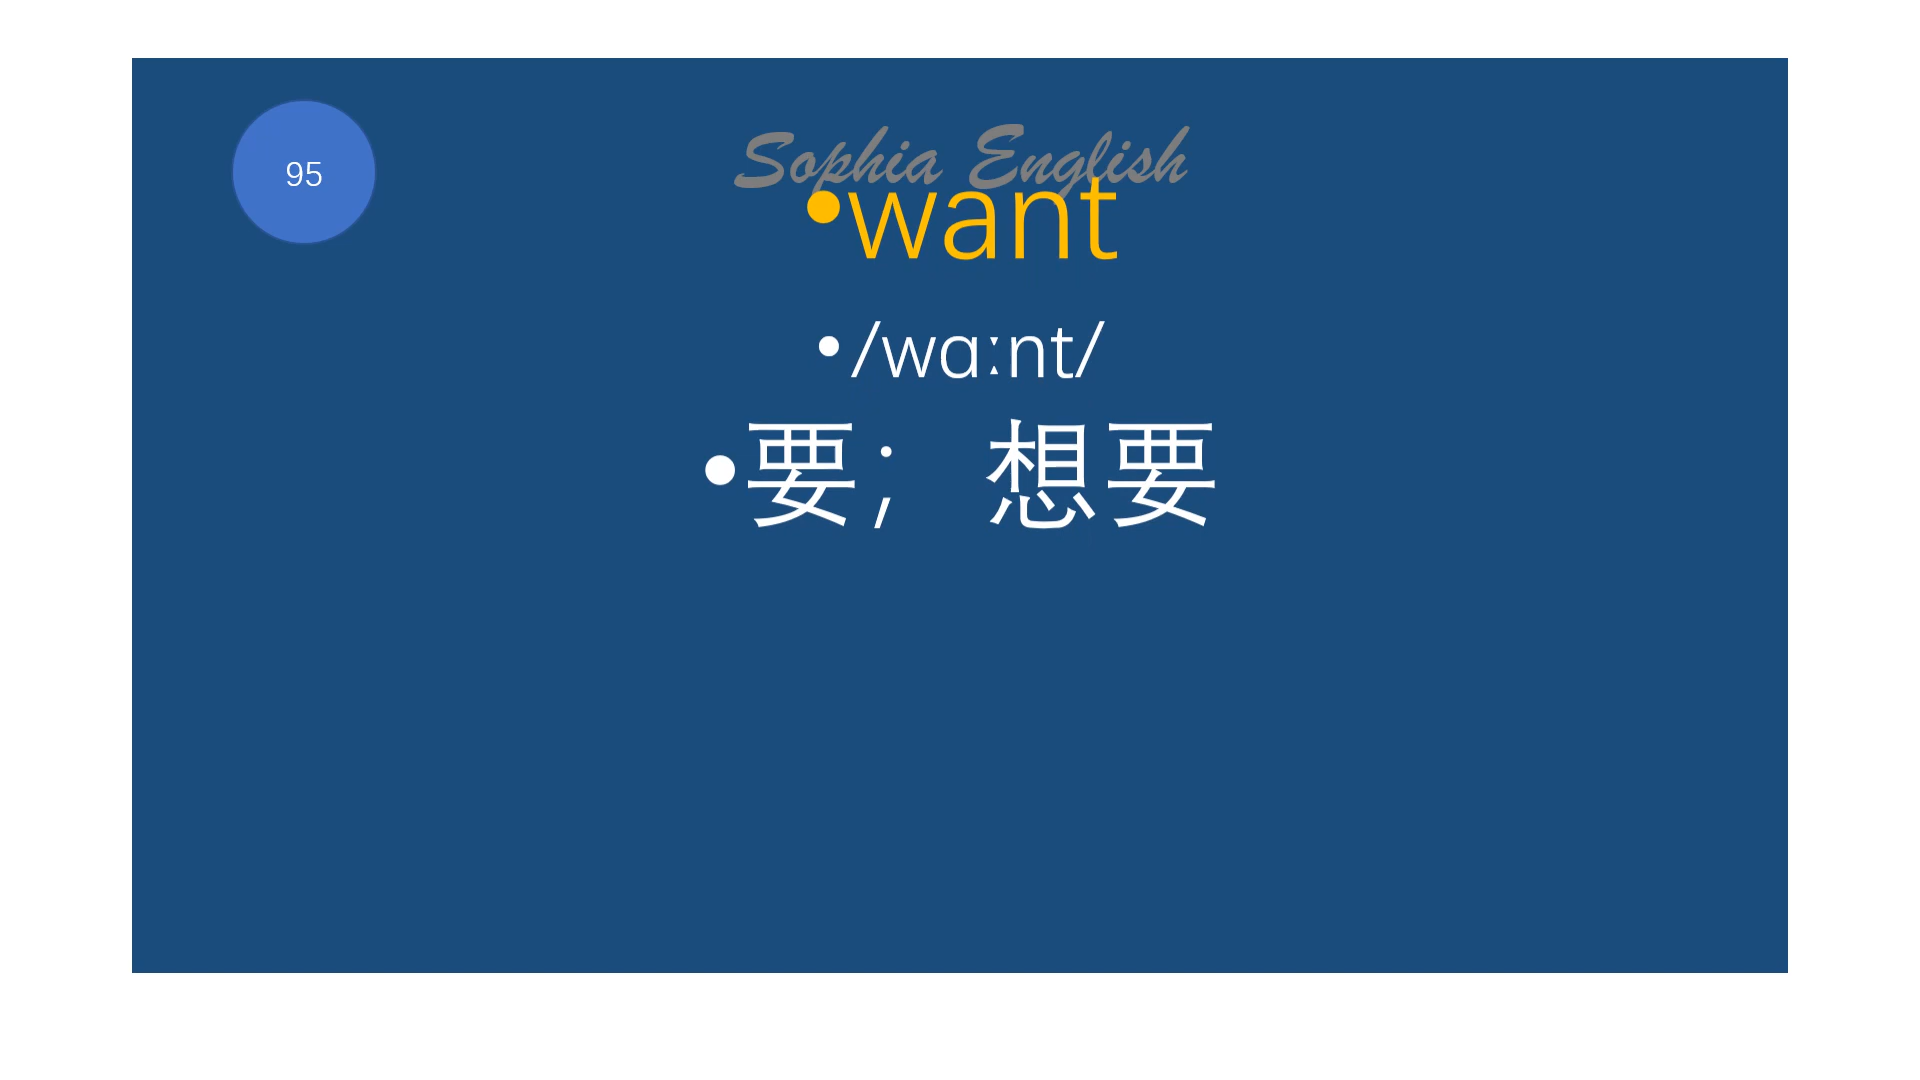 95
Sophia English
•want
•/wɑːnt/
•要；想要